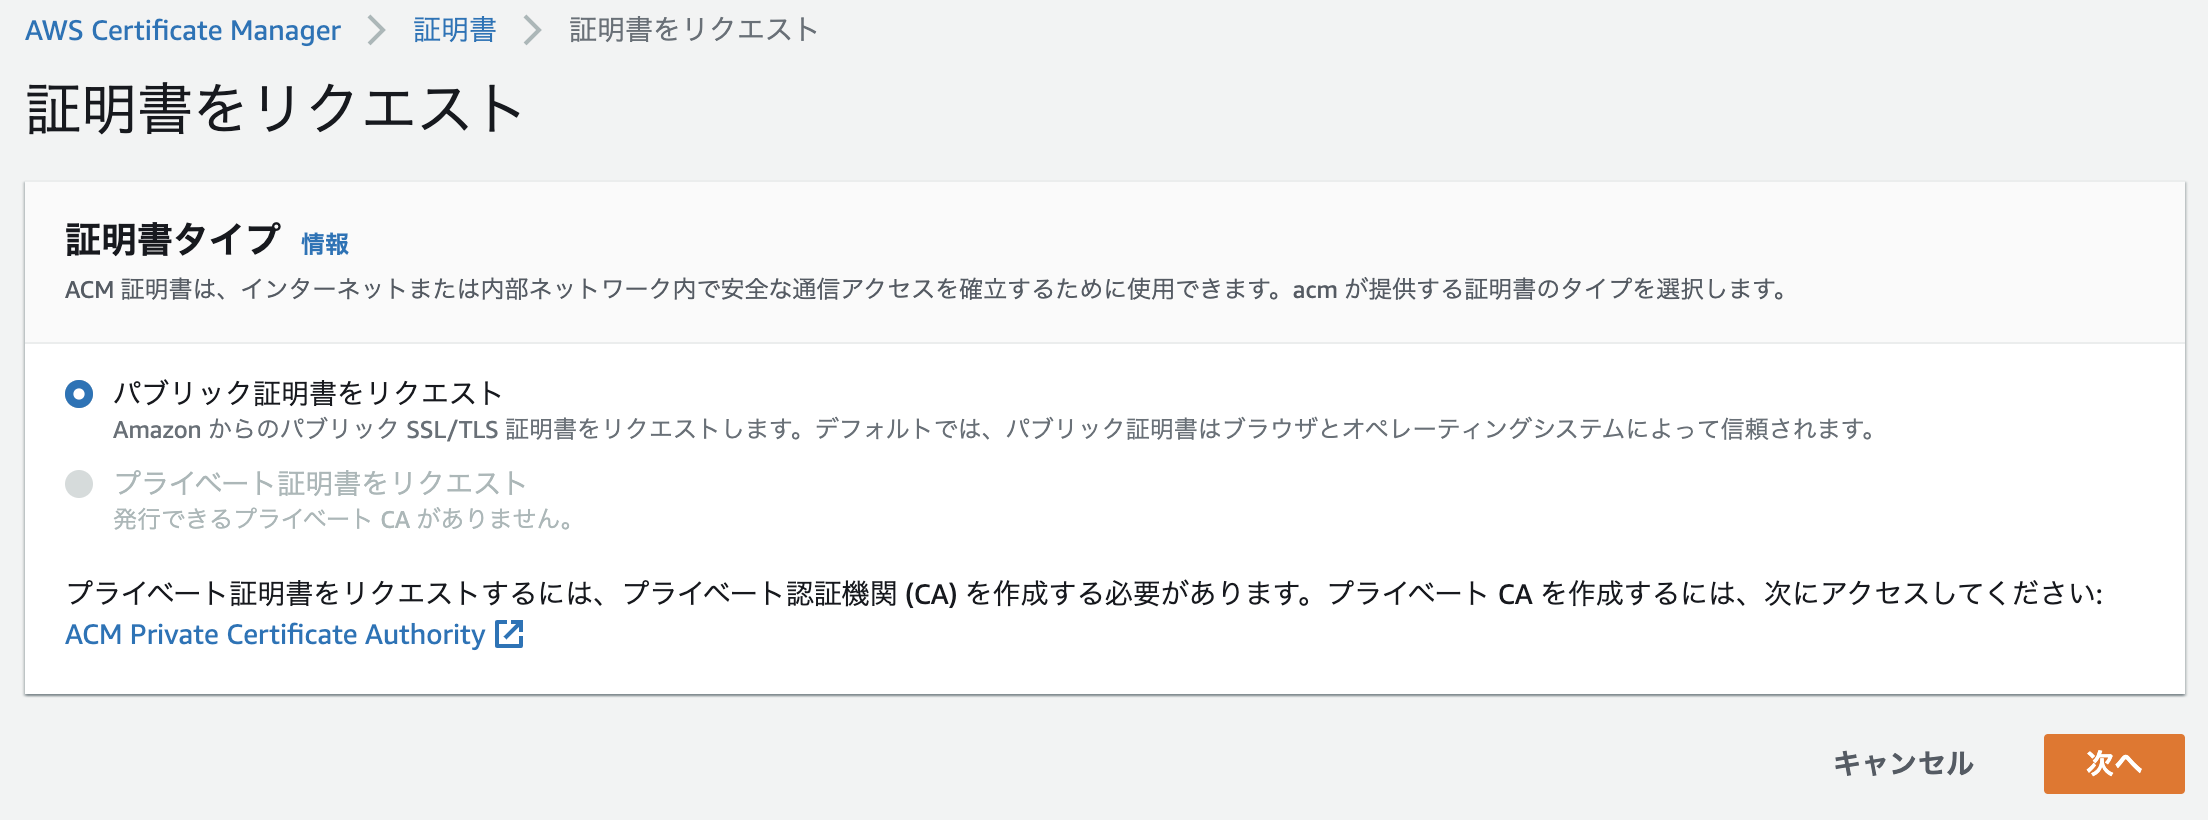 AWS Certificate Manager > 証明書 > 証明書をリクエスト
証明書をリクエスト
証明書タイプ 情報
ACM 証明書は、インターネットまたは内部ネットワーク内で安全な通信アクセスを確立するために使用できます。acm が提供する証明書のタイプを選択します。
パブリック証明書をリクエスト
Amazon からのパブリック SSL/TLS 証明書をリクエストします。デフォルトでは、パブリック証明書はブラウザとオペレーティングシステムによって信頼されます。
プライベート証明書をリクエスト
発行できるプライベート CA がありません。
プライベート証明書をリクエストするには、プライベート認証機関 (CA) を作成する必要があります。プライベート CA を作成するには、次にアクセスしてください:
ACM Private Certificate Authority
キャンセル 次へ